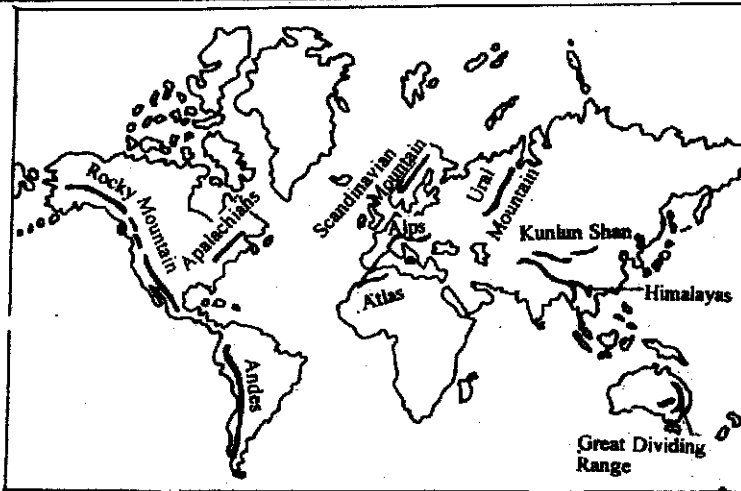 Rocky Mountain
Apalachians
Scandinavian
Mountain
Ural
Mountain
Alps
Kunlun Shan
Atlas
Himalayas
Andes
Great Dividing
Range